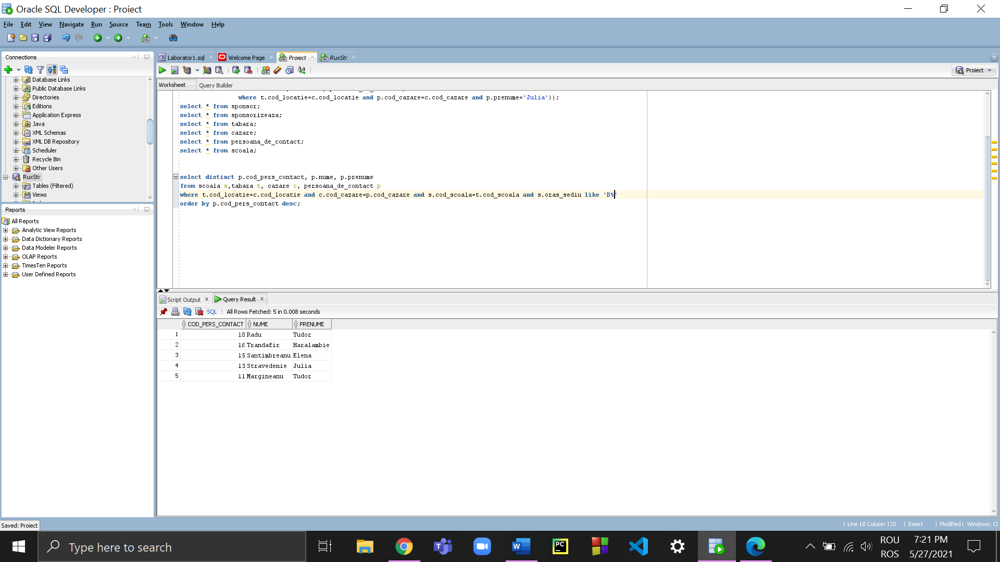 Oracle SQL Developer : Proiect
File Edit View Navigate Run Source Team Tools Window Help
Connections
Database Links
Public Database Links
Directories
Editions
Application Express
Java
XML Schemas
XML DB Repository
Scheduler
Recycle Bin
Other Users
RuxStr
Tables (Filtered)
Views
Reports
All Reports
Analytic View Reports
Data Dictionary Reports
Data Modeler Reports
OLAP Reports
TimesTen Reports
User Defined Reports
Laborator1.sql Welcome Page Proiect RuxStr
Proiect
Worksheet Query Builder
where t.cod_locatie=c.cod_locatie and p.cod_cazare=c.cod_cazare and p.prenume='Julia'));
select * from sponsor;
select * from sponsorizeaza;
select * from tabara;
select * from cazare;
select * from persoana_de_contact;
select * from scoala;
select distinct p.cod_pers_contact, p.nume, p.prenume
from scoala s,tabara t, cazare c, persoana_de_contact p
where t.cod_locatie=c.cod_locatie and c.cod_cazare=p.cod_cazare and s.cod_scoala=t.cod_scoala and s.oras_sediu like 'B%'
order by p.cod_pers_contact desc;
Script Output x Query Result x
SQL | All Rows Fetched: 5 in 0.008 seconds
COD_PERS_CONTACT NUME PRENUME
1 18 Radu Tudor
2 16 Trandafir Haralambie
3 15 Santimbreanu Elena
4 13 Stravedenie Julia
5 11 Margineanu Tudor
Saved: Proiect
| Line 18 Column 120 | Insert | Modified | Windows: Cl
Type here to search
ROU
ROS
7:21 PM
5/27/2021